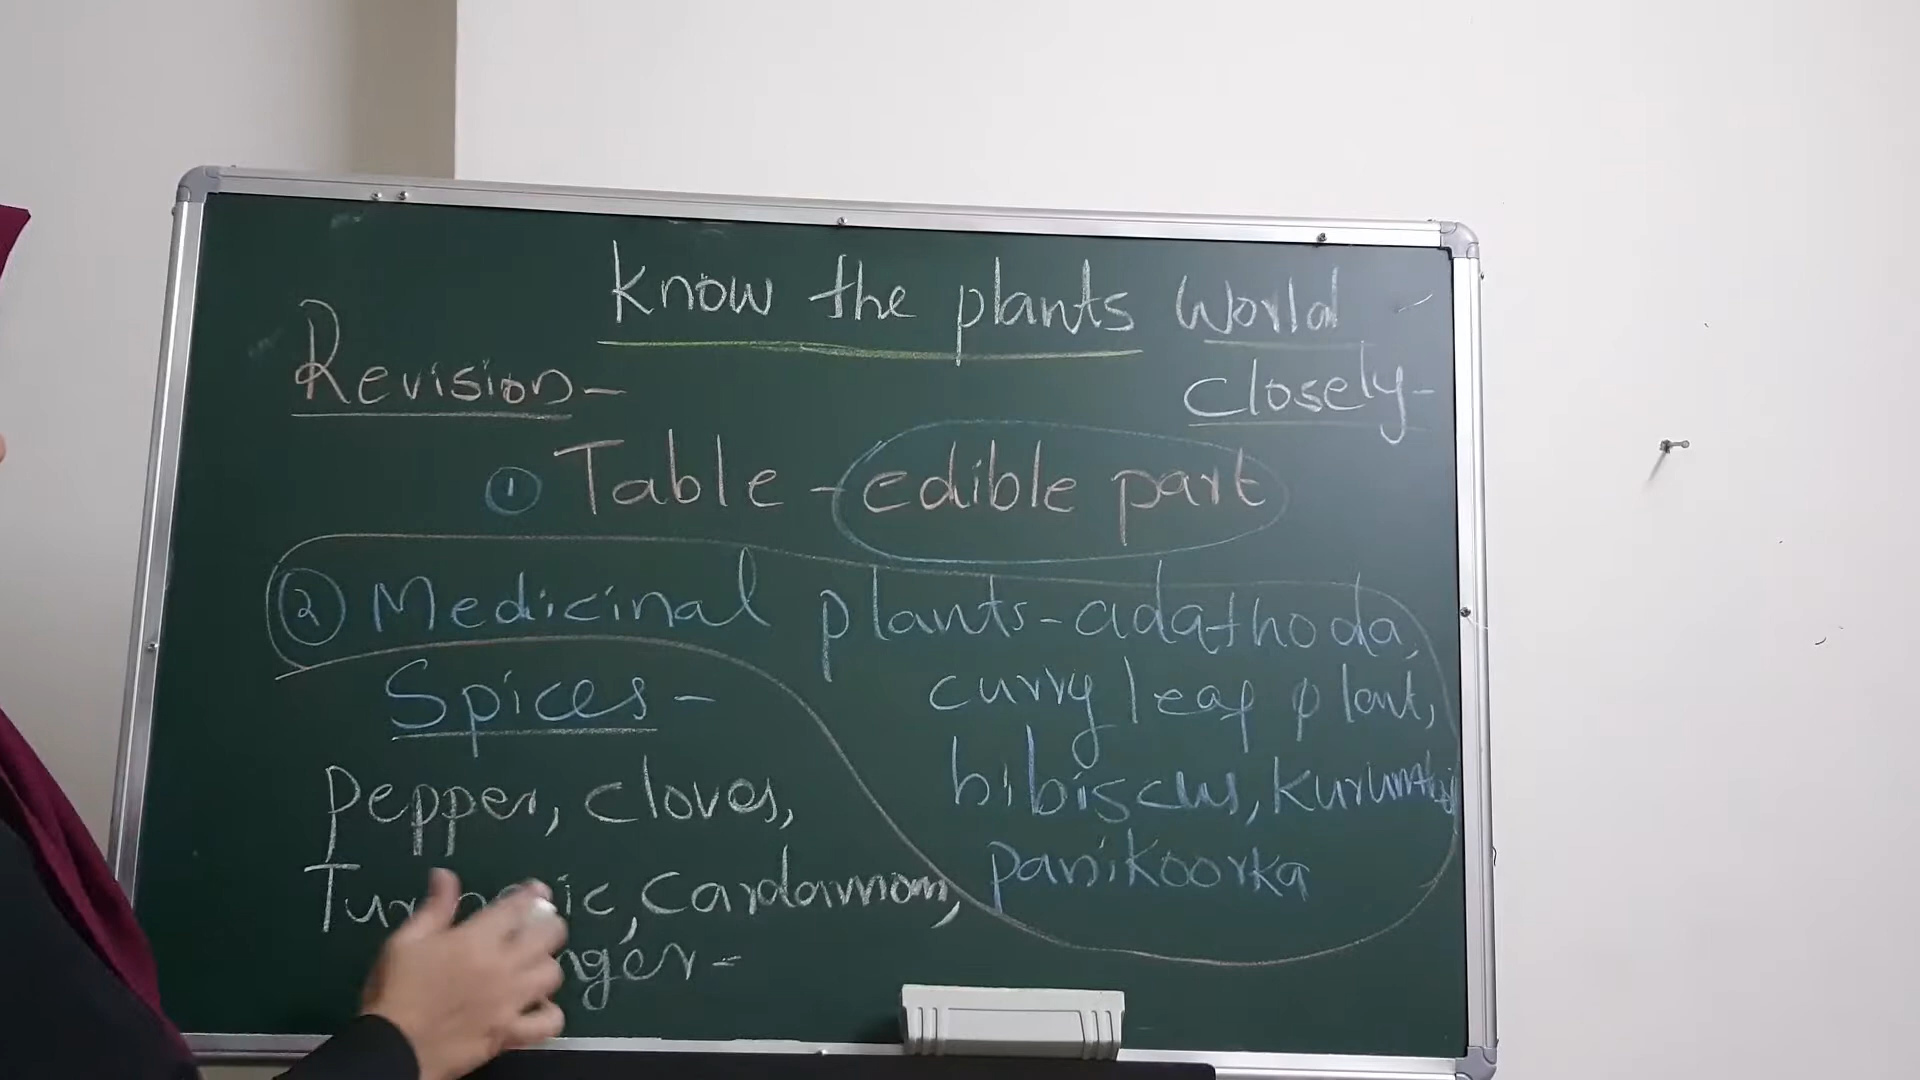 Know the plants World
Revision-
closely-
① Table - edible part
② Medicinal plants - adathoda,
curry leaf plant,
hibiscus,
panikoorka
Spices -
Pepper, cloves,
cardamom,